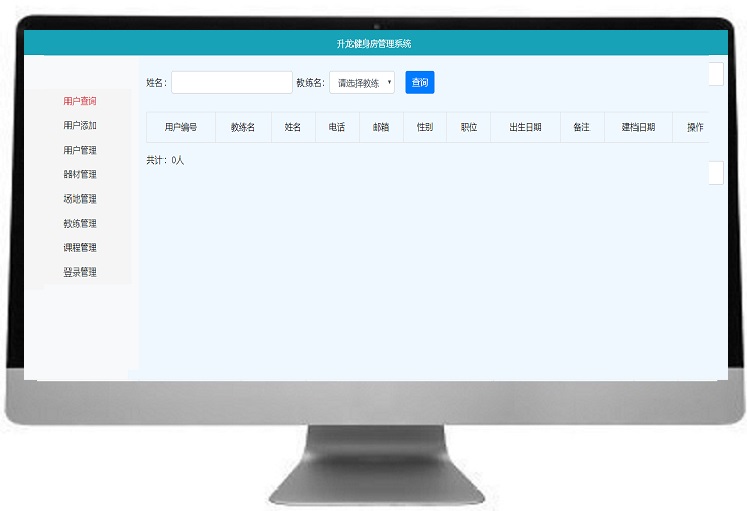 升龙健身房管理系统
用户查询
用户添加
用户管理
器材管理
场地管理
教练管理
课程管理
登录管理
姓名： 教练名： 请选择教练 查询
用户编号 教练名 姓名 电话 邮箱 性别 职位 出生日期 备注 建档日期 操作
共计：0人